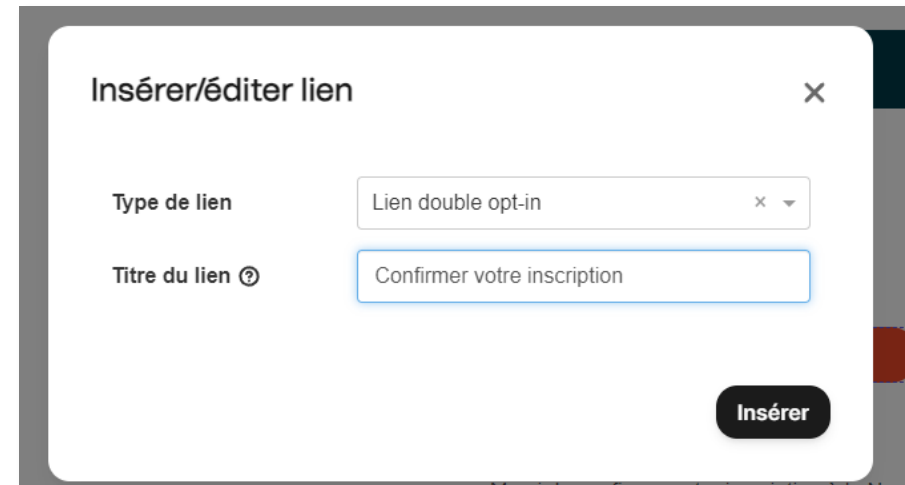 Insérer/éditer lien
Type de lien
Lien double opt-in
Titre du lien
Confirmer votre inscription
Insérer